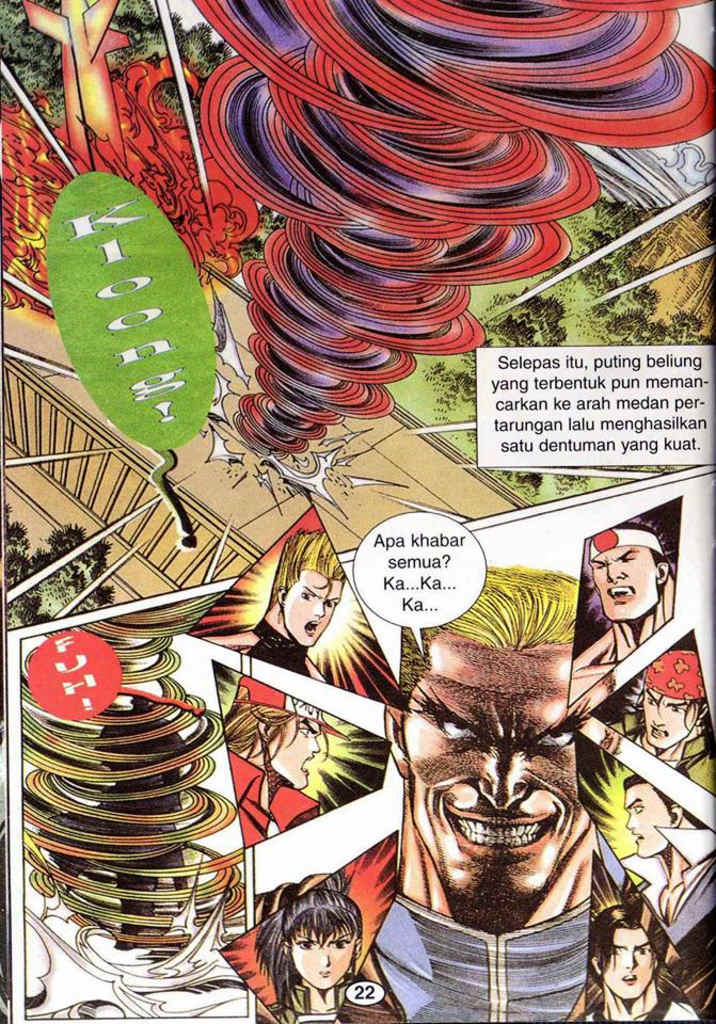 Kloong!
Selepas itu, puting beliung
yang terbentuk pun meman-
carkan ke arah medan per-
tarungan lalu menghasilkan
satu dentuman yang kuat.
Apa khabar
semua?
Ka...Ka...
Ka...
FUH!
22